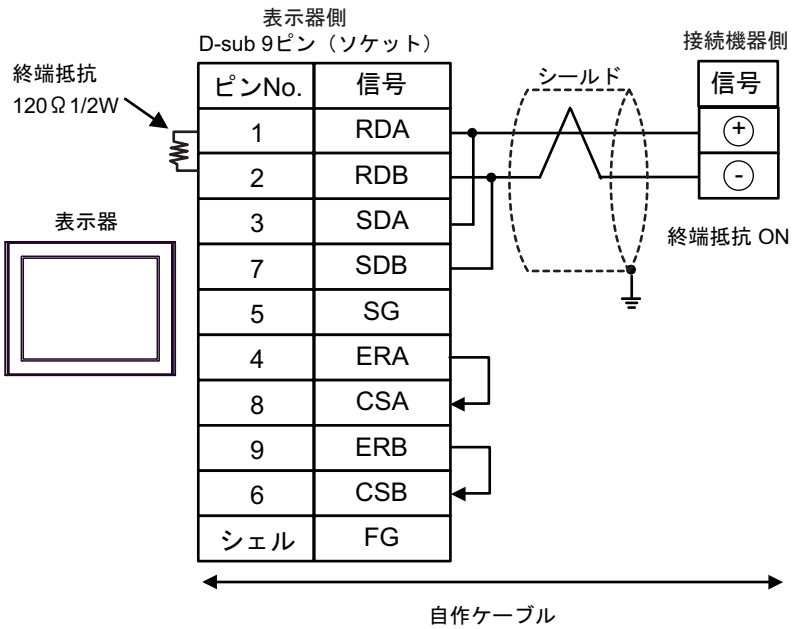 表示器側
D-sub 9ピン（ソケット）
接続機器側
終端抵抗
120Ω1/2W
シールド
ピンNo. 信号
信号
1 RDA
+
2 RDB
-
3 SDA
表示器
終端抵抗 ON
7 SDB
5 SG
4 ERA
8 CSA
9 ERB
6 CSB
シェル FG
自作ケーブル